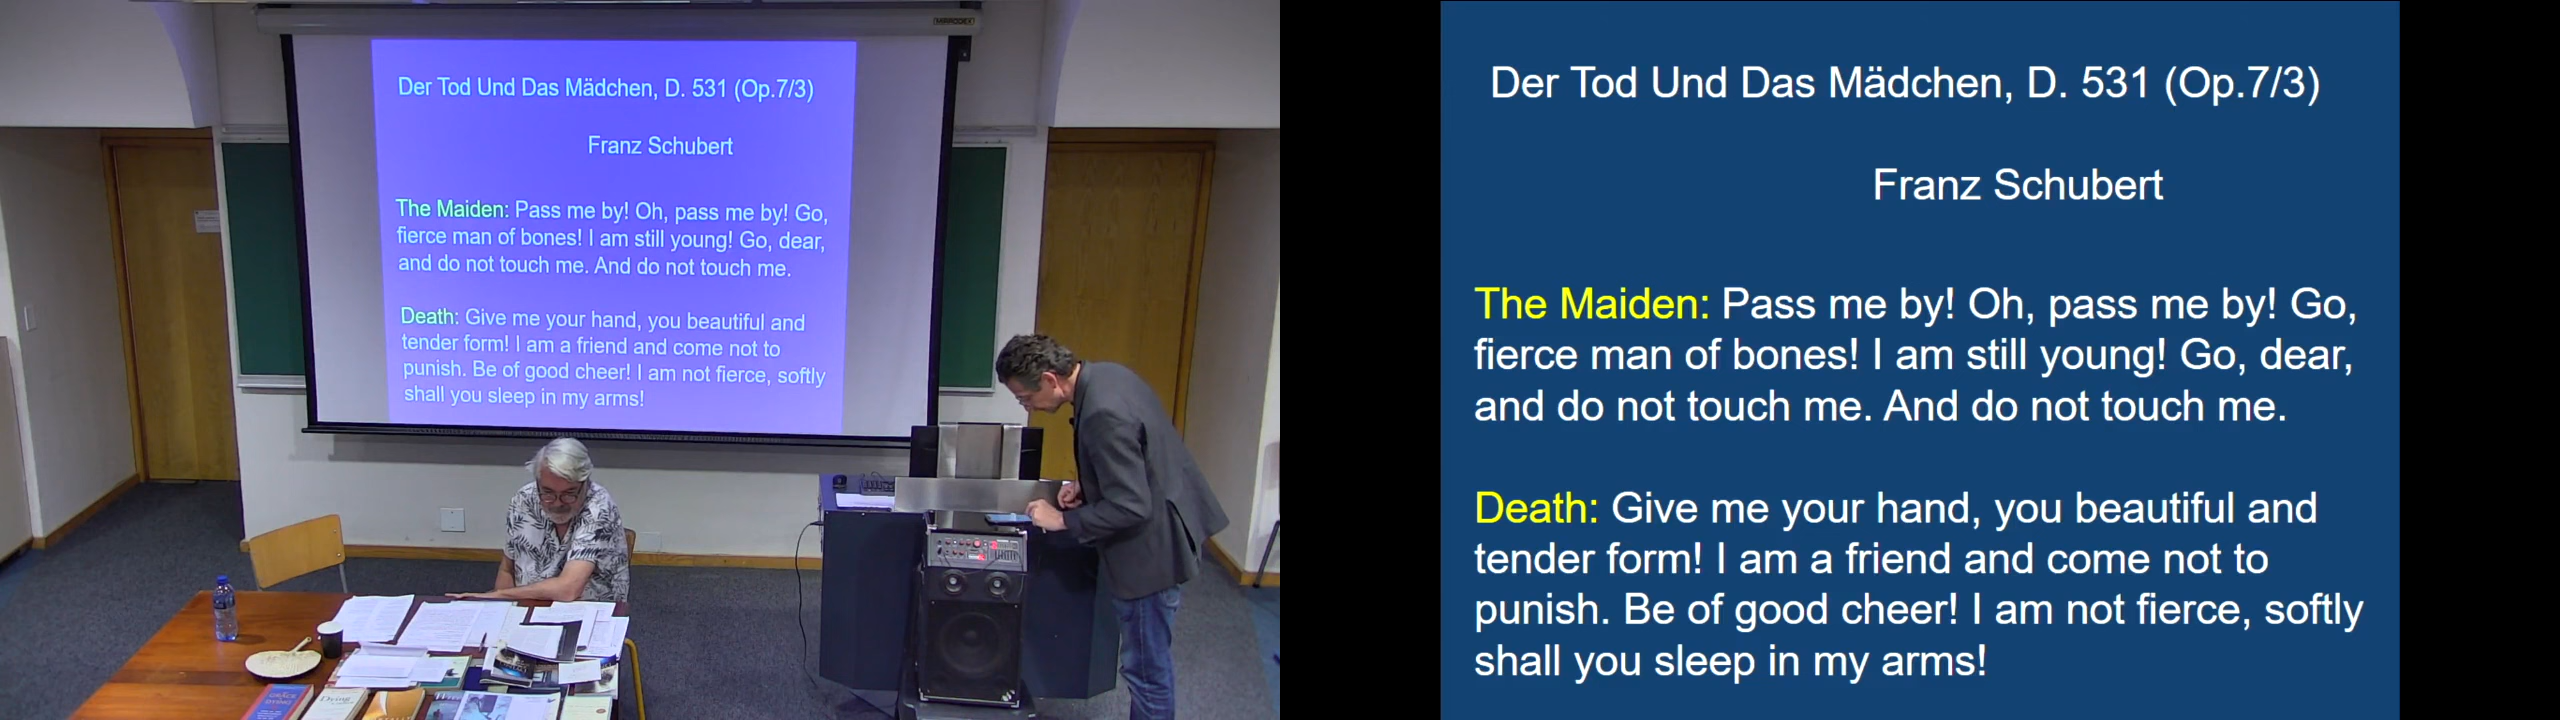 MIRRODEX
Der Tod Und Das Mädchen, D. 531 (Op.7/3)
Franz Schubert
The Maiden: Pass me by! Oh, pass me by! Go,
fierce man of bones! I am still young! Go, dear,
and do not touch me. And do not touch me.
Death: Give me your hand, you beautiful and
tender form! I am a friend and come not to
punish. Be of good cheer! I am not fierce, softly
shall you sleep in my arms!
Der Tod Und Das Mädchen, D. 531 (Op.7/3)
Franz Schubert
The Maiden: Pass me by! Oh, pass me by! Go,
fierce man of bones! I am still young! Go, dear,
and do not touch me. And do not touch me.
Death: Give me your hand, you beautiful and
tender form! I am a friend and come not to
punish. Be of good cheer! I am not fierce, softly
shall you sleep in my arms!